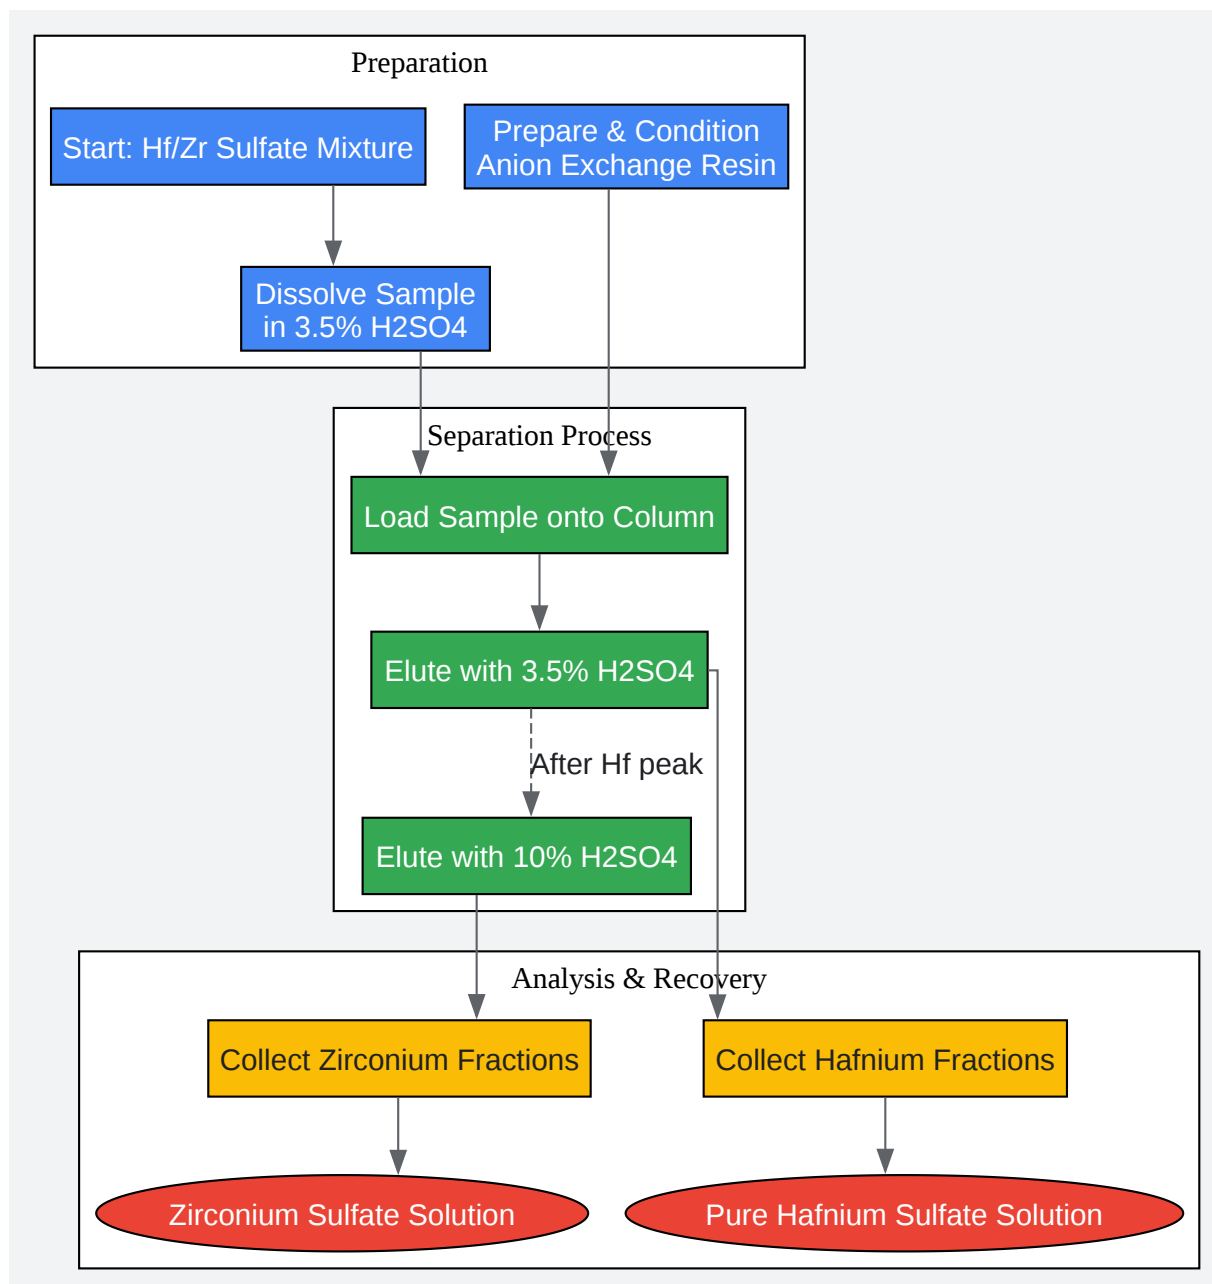 Preparation
Start: Hf/Zr Sulfate Mixture
Prepare & Condition
Anion Exchange Resin
Dissolve Sample
in 3.5% H2SO4
Separation Process
Load Sample onto Column
Elute with 3.5% H2SO4
After Hf peak
Elute with 10% H2SO4
Analysis & Recovery
Collect Zirconium Fractions
Collect Hafnium Fractions
Zirconium Sulfate Solution
Pure Hafnium Sulfate Solution